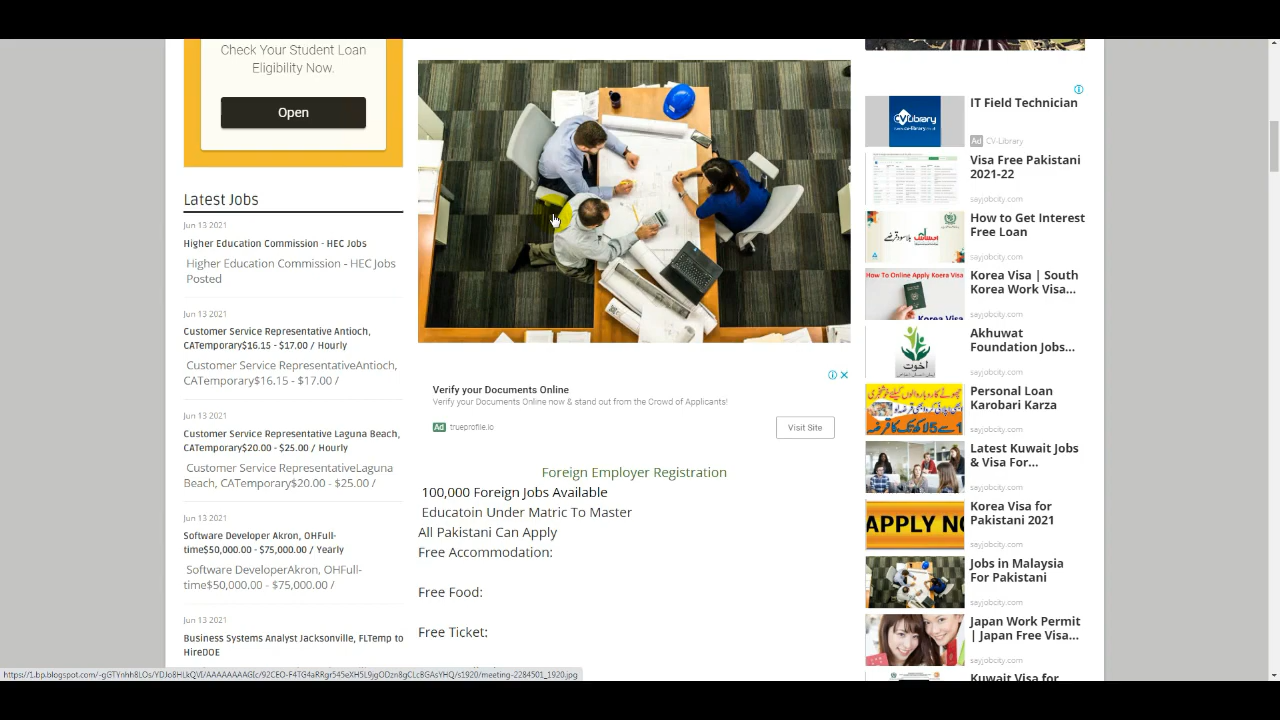 Check Your Student Loan
Eligibility Now.
Open
Latest Jobs
Jun 13 2021
Higher Education Commission - HEC Jobs
Higher Education Commission - HEC Jobs
Posted
Jun 13 2021
Customer Service Representative Antioch,
CATemporary$16.15 - $17.00 / Hourly
Customer Service RepresentativeAntioch,
CATemporary$16.15 - $17.00 /
Jun 13 2021
Customer Service Representative Laguna Beach,
CATemporary$20.00 - $25.00 / Hourly
Customer Service RepresentativeLaguna
Beach, CATemporary$20.00 - $25.00 /
Jun 13 2021
Software Developer Akron, OHFull-
time$50,000.00 - $75,000.00 / Yearly
Software DeveloperAkron, OHFull-
time$50,000.00 - $75,000.00 /
Jun 13 2021
Business Systems Analyst Jacksonville, FLTemp to
HireDOE
Verify your Documents Online
Verify your Documents Online now & stand out from the Crowd of Applicants!
Ad trueprofile.io
Visit Site
Foreign Employer Registration
100,000 Foreign Jobs Available
Educatoin Under Matric To Master
All Pakistani Can Apply
Free Accommodation:
Free Food:
Free Ticket:
CVLibrary
IT Field Technician
Ad CV-Library
Visa Free Pakistani
2021-22
sayjobcity.com
How to Get Interest
Free Loan
sayjobcity.com
How To Online Apply Koera Visa
Korea Visa | South
Korea Work Visa...
sayjobcity.com
اخوت
Akhuwat
Foundation Jobs...
sayjobcity.com
Personal Loan
Karobari Karza
sayjobcity.com
Latest Kuwait Jobs
& Visa For...
sayjobcity.com
APPLY NO
Korea Visa for
Pakistani 2021
sayjobcity.com
Jobs in Malaysia
For Pakistani
sayjobcity.com
Japan Work Permit
| Japan Free Visa...
sayjobcity.com
Kuwait Visa for